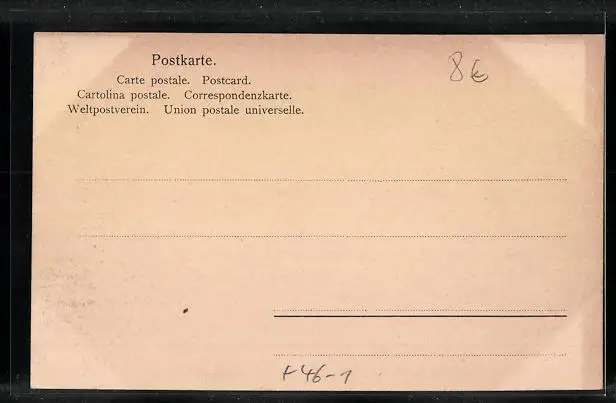 Postkarte.
8€
Carte postale. Postcard.
Cartolina postale. Correspondenzkarte.
Weltpostverein. Union postale universelle.
+46-1